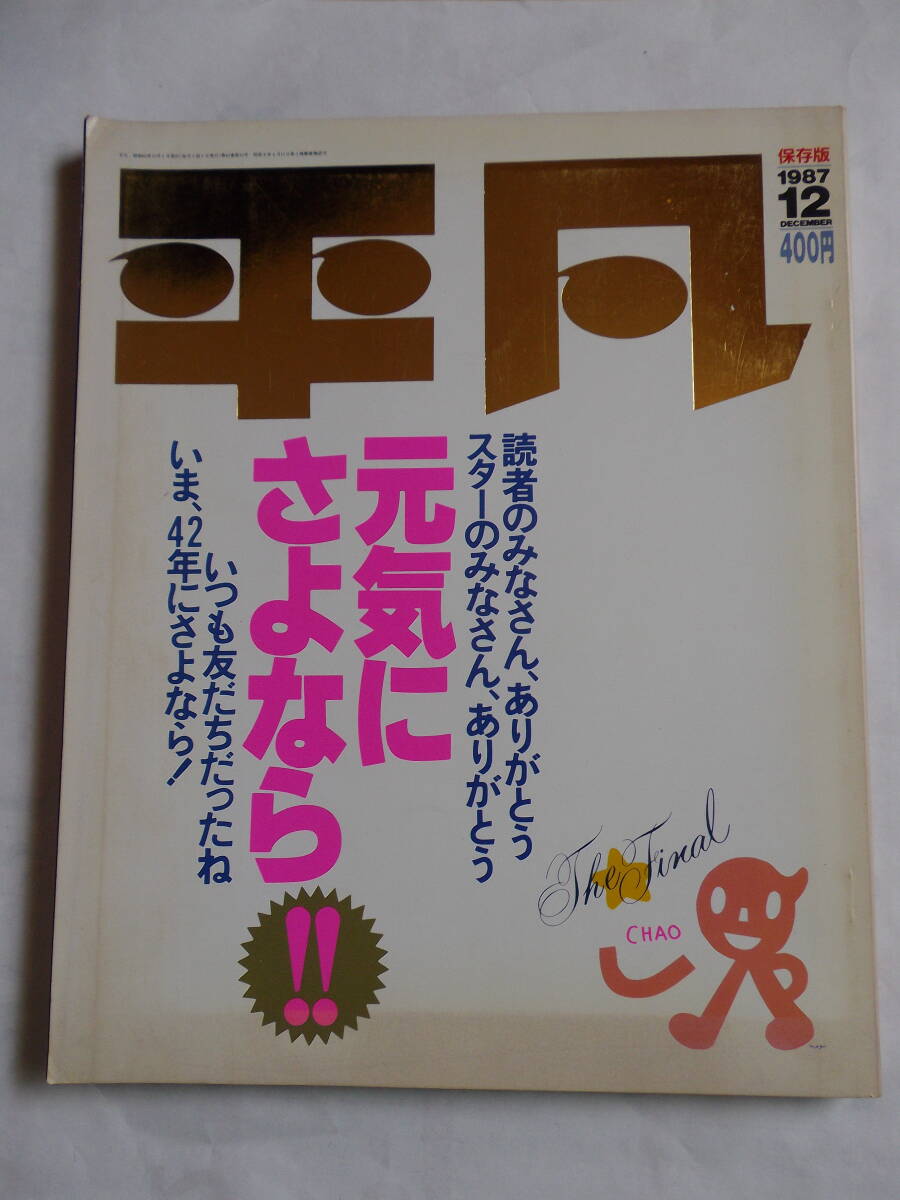 平凡
保存版
1987
12
DECEMBER
400円
読者のみなさん、ありがとう
スターのみなさん、ありがとう
元気に
さよなら
!!
いつも友だちだったね
いま、42年にさよなら!
The Final
CHAO